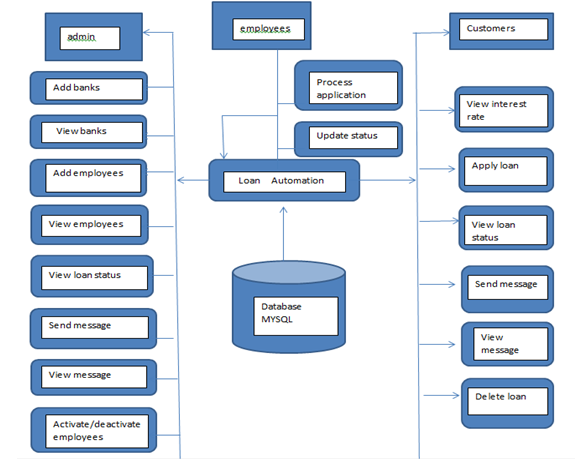 admin
Add banks
View banks
Add employees
View employees
View loan status
Send message
View message
Activate/deactivate
employees
employees
Process
application
Update status
Loan Automation
Database
MYSQL
Customers
View interest
rate
Apply loan
View loan
status
Send message
View
message
Delete loan